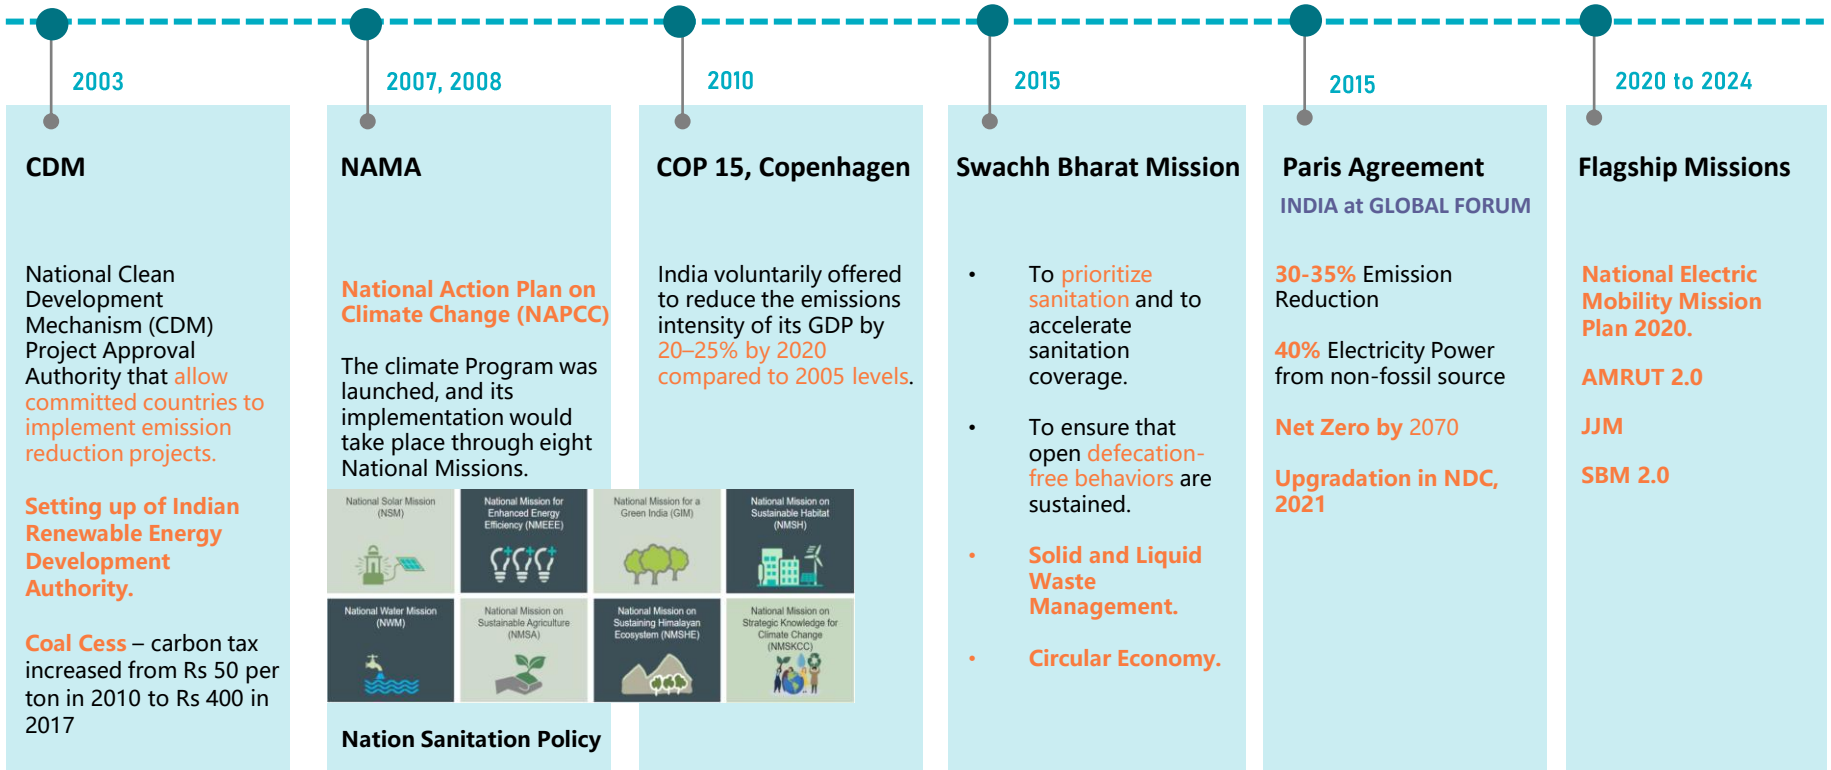 2003
CDM
National Clean
Development
Mechanism (CDM)
Project Approval
Authority that allow
committed countries to
implement emission
reduction projects.
Setting up of Indian
Renewable Energy
Development
Authority.
Coal Cess – carbon tax
increased from Rs 50 per
ton in 2010 to Rs 400 in
2017
2007, 2008
NAMA
National Action Plan on
Climate Change (NAPCC)
The climate Program was
launched, and its
implementation would
take place through eight
National Missions.
National Solar Mission
(NSM)
National Mission for
Enhanced Energy
Efficiency (NMEEE)
National Mission for a
Green India (GIM)
National Mission on
Sustainable Habitat
(NMSH)
National Water Mission
(NWM)
National Mission on
Sustainable Agriculture
(NMSA)
National Mission on
Sustaining Himalayan
Ecosystem (NMSHE)
National Mission on
Strategic Knowledge for
Climate Change
(NMSKCC)
Nation Sanitation Policy
2010
COP 15, Copenhagen
India voluntarily offered
to reduce the emissions
intensity of its GDP by
20–25% by 2020
compared to 2005 levels.
2015
Swachh Bharat Mission
• To prioritize
sanitation and to
accelerate
sanitation
coverage.
• To ensure that
open defecation-
free behaviors are
sustained.
• Solid and Liquid
Waste
Management.
• Circular Economy.
2015
Paris Agreement
INDIA at GLOBAL FORUM
30-35% Emission
Reduction
40% Electricity Power
from non-fossil source
Net Zero by 2070
Upgradation in NDC,
2021
2020 to 2024
Flagship Missions
National Electric
Mobility Mission
Plan 2020.
AMRUT 2.0
JJM
SBM 2.0